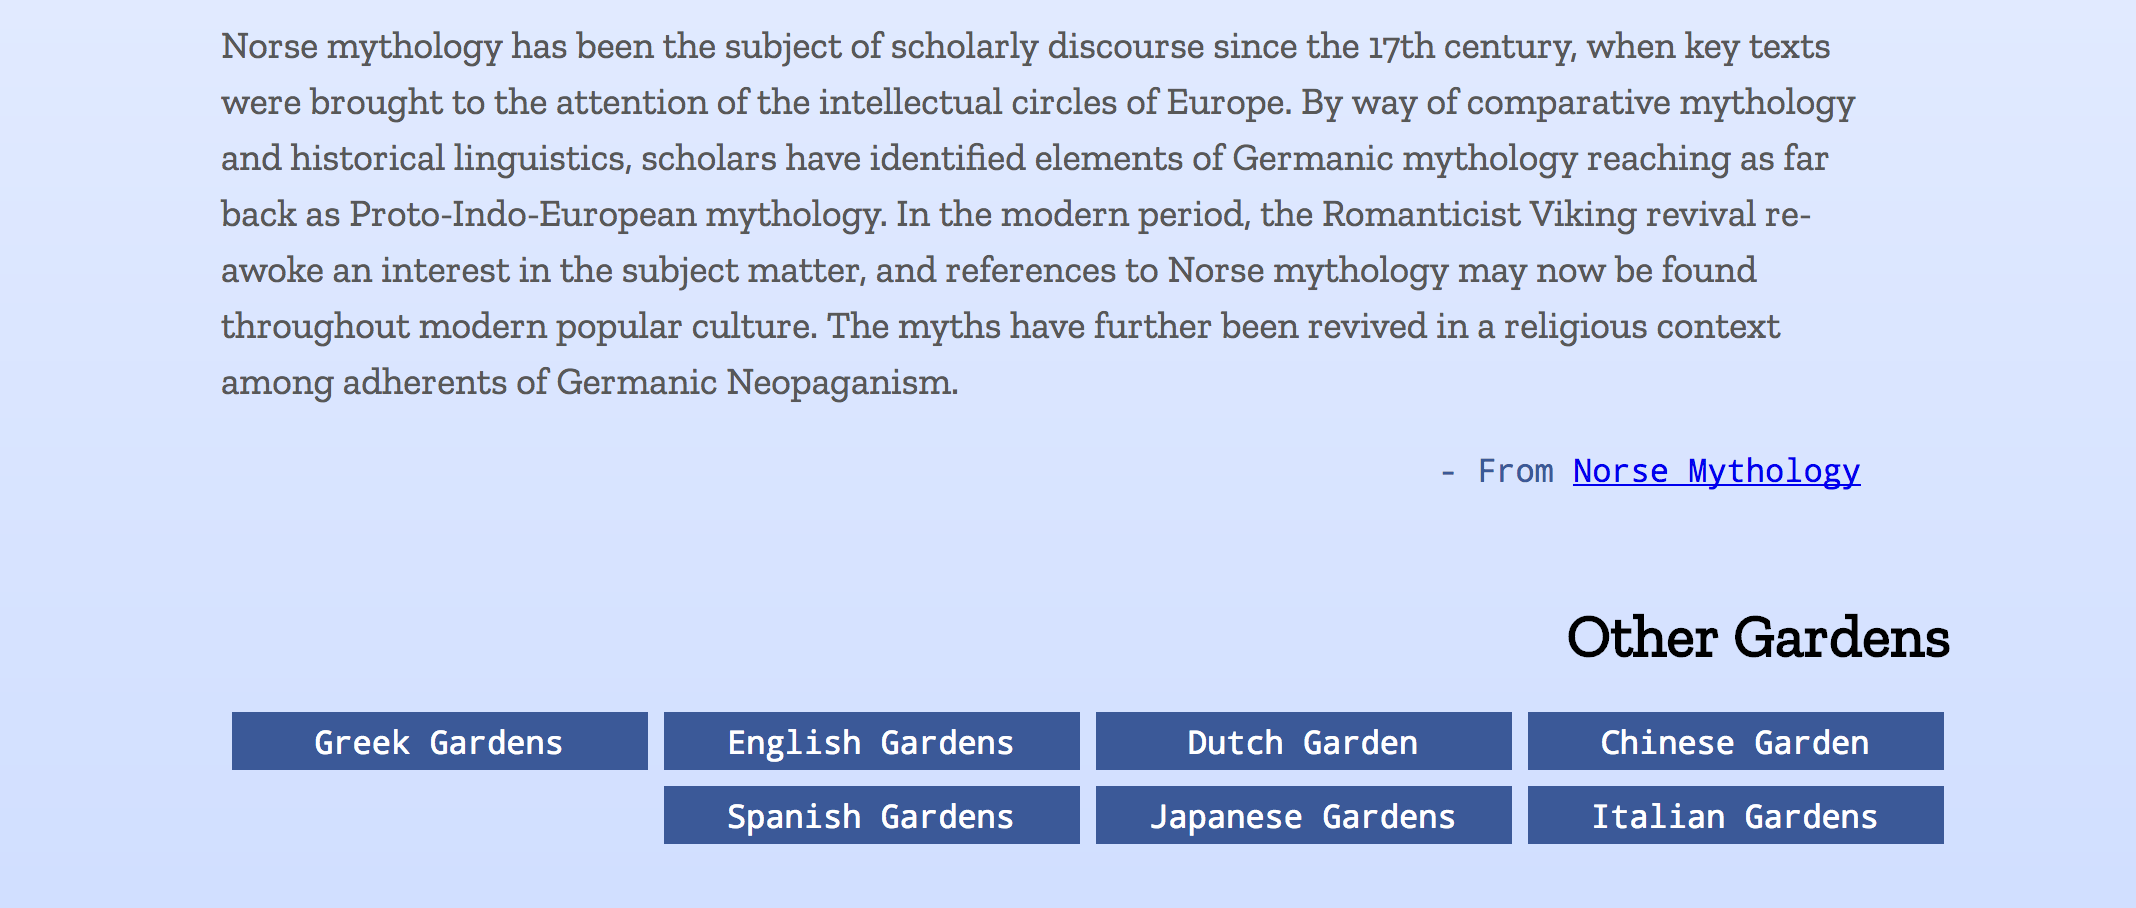 Norse mythology has been the subject of scholarly discourse since the 17th century, when key texts
were brought to the attention of the intellectual circles of Europe. By way of comparative mythology
and historical linguistics, scholars have identified elements of Germanic mythology reaching as far
back as Proto-Indo-European mythology. In the modern period, the Romanticist Viking revival re-
awoke an interest in the subject matter, and references to Norse mythology may now be found
throughout modern popular culture. The myths have further been revived in a religious context
among adherents of Germanic Neopaganism.
- From Norse Mythology
Other Gardens
Greek Gardens English Gardens Dutch Garden Chinese Garden
Spanish Gardens Japanese Gardens Italian Gardens